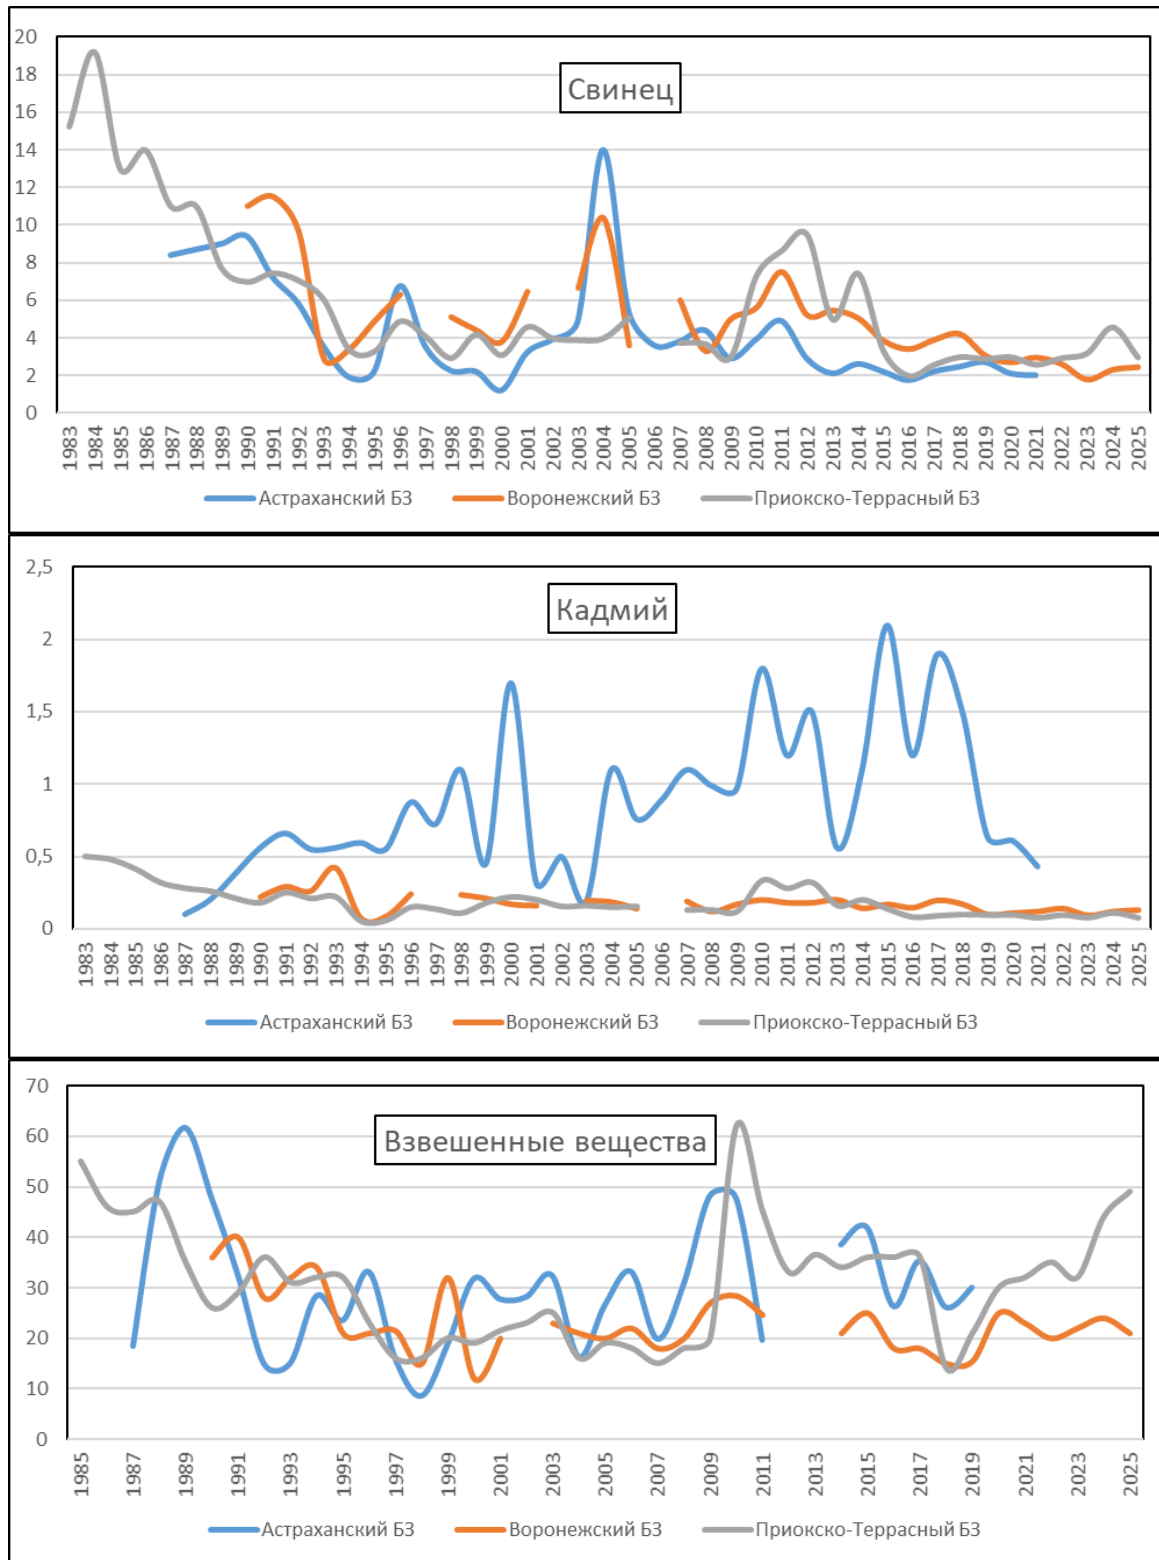 Свинец
20
18
16
14
12
10
8
6
4
2
0
1983 1984 1985 1986 1987 1988 1989 1990 1991 1992 1993 1994 1995 1996 1997 1998 1999 2000 2001 2002 2003 2004 2005 2006 2007 2008 2009 2010 2011 2012 2013 2014 2015 2016 2017 2018 2019 2020 2021 2022 2023 2024 2025
Астраханский БЗ Воронежский БЗ Приокско-Террасный БЗ
Кадмий
2,5
2
1,5
1
0,5
0
1983 1984 1985 1986 1987 1988 1989 1990 1991 1992 1993 1994 1995 1996 1997 1998 1999 2000 2001 2002 2003 2004 2005 2006 2007 2008 2009 2010 2011 2012 2013 2014 2015 2016 2017 2018 2019 2020 2021 2022 2023 2024 2025
Астраханский БЗ Воронежский БЗ Приокско-Террасный БЗ
Взвешенные вещества
70
60
50
40
30
20
10
0
1985 1987 1989 1991 1993 1995 1997 1999 2001 2003 2005 2007 2009 2011 2013 2015 2017 2019 2021 2023 2025
Астраханский БЗ Воронежский БЗ Приокско-Террасный БЗ